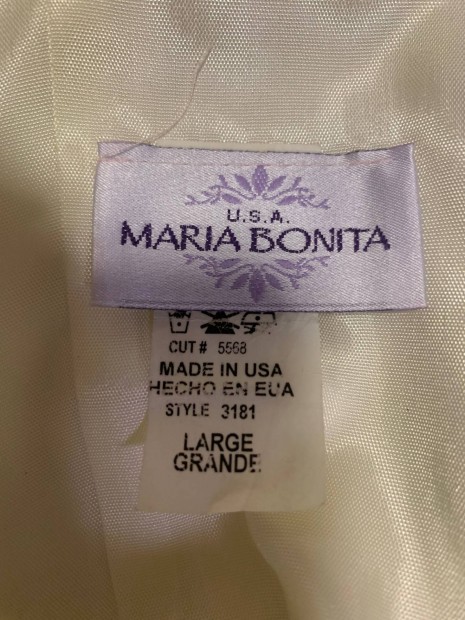 U.S.A.
MARIA BONITA
CUT # 5568
MADE IN USA
HECHO EN EUA
STYLE 3181
LARGE
GRANDE